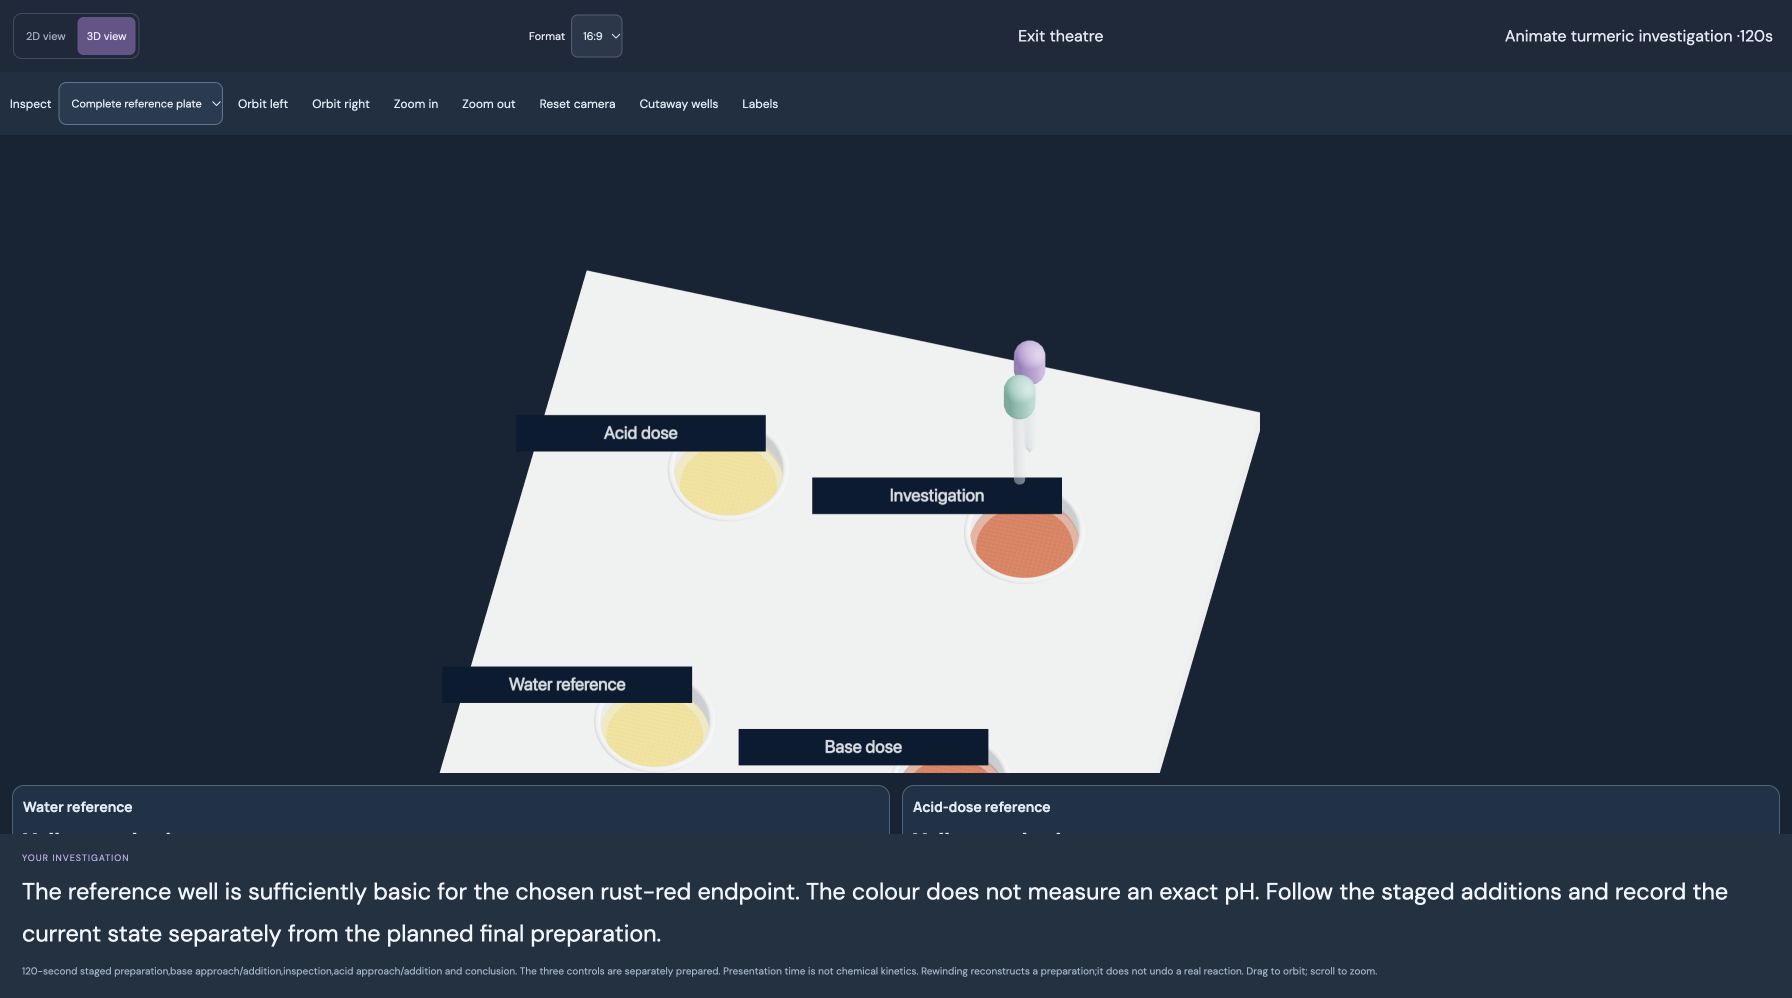 2D view
3D view
Format
16:9
Exit theatre
Animate turmeric investigation ·120s
Inspect
Complete reference plate
Orbit left
Orbit right
Zoom in
Zoom out
Reset camera
Cutaway wells
Labels
Acid dose
Investigation
Water reference
Base dose
Water reference
Acid-dose reference
YOUR INVESTIGATION
The reference well is sufficiently basic for the chosen rust-red endpoint. The colour does not measure an exact pH. Follow the staged additions and record the
current state separately from the planned final preparation.
120-second staged preparation,base approach/addition,inspection,acid approach/addition and conclusion. The three controls are separately prepared. Presentation time is not chemical kinetics. Rewinding reconstructs a preparation;it does not undo a real reaction. Drag to orbit; scroll to zoom.